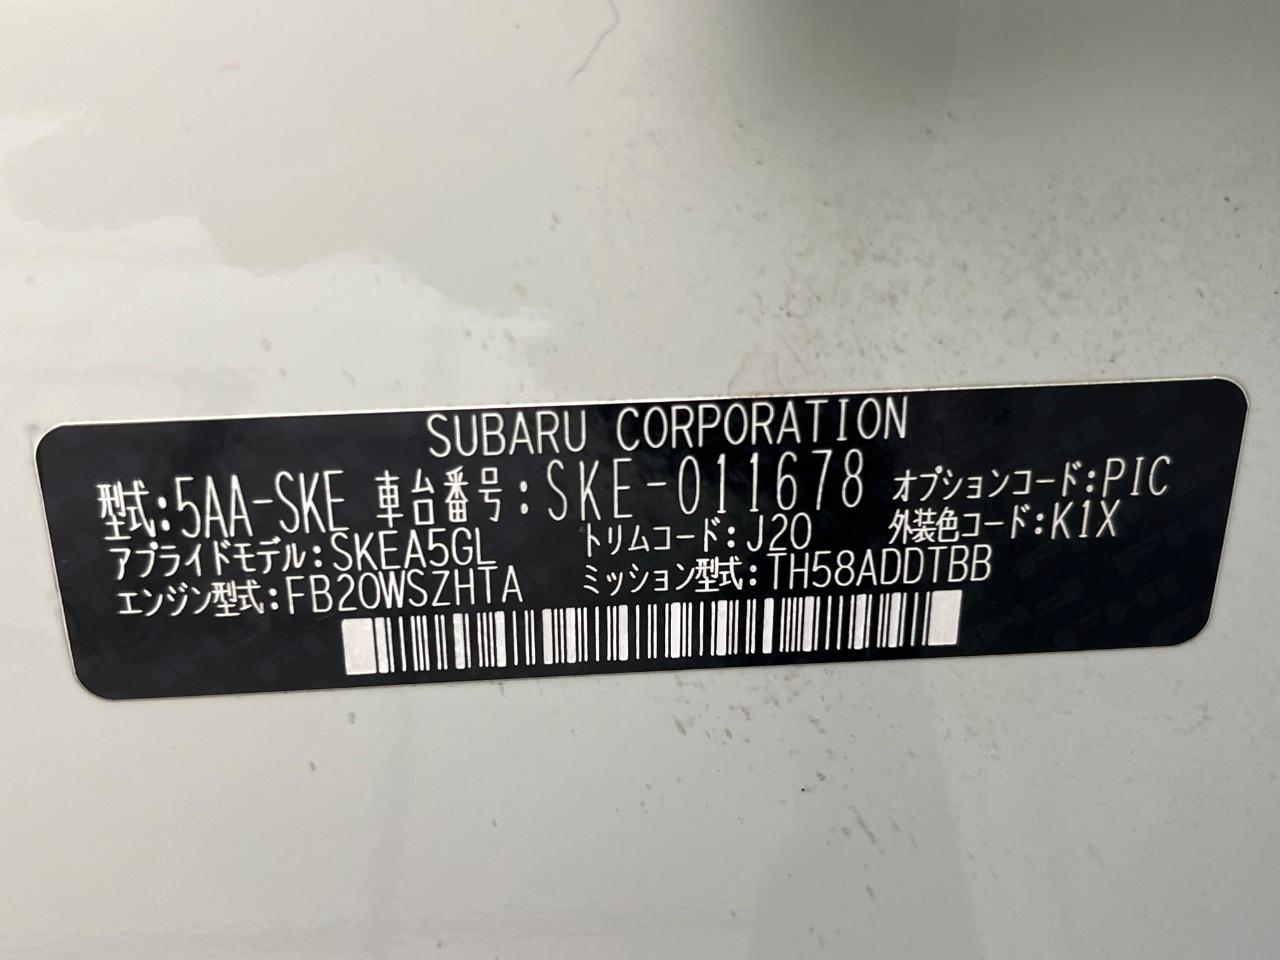 SUBARU CORPORATION
型式:5AA-SKE 車台番号:SKE-011678 オプションコード:PIC
アプライドモデル:SKEA5GL トリムコード:J20 外装色コード:K1X
エンジン型式:FB20WSZHTA ミッション型式:TH58ADDTBB